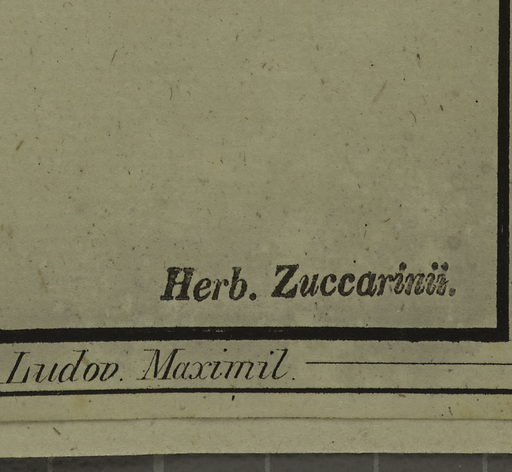 Herb. Zuccarinii.
Ludov. Maximil.